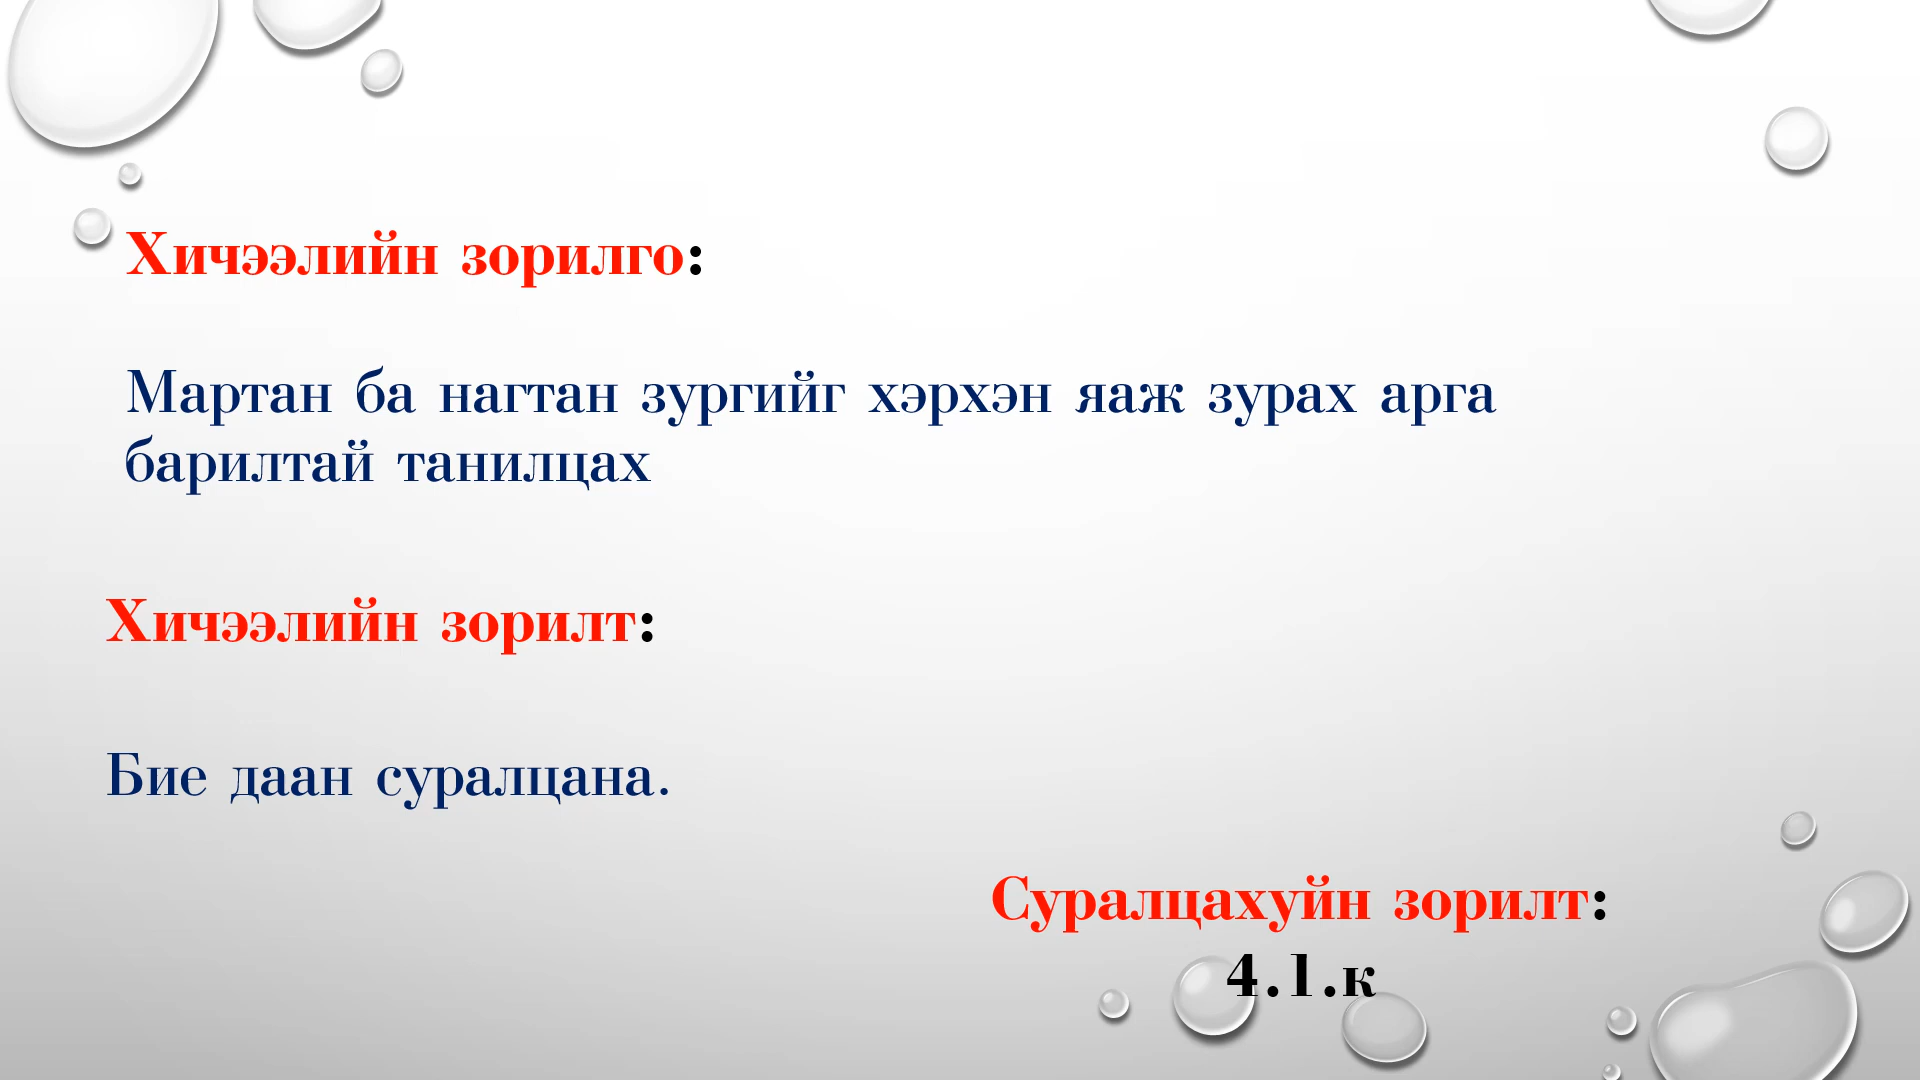 Хичээлийн зорилго:
Мартан ба нагтан зургийг хэрхэн яаж зурах арга
барилтай танилцах
Хичээлийн зорилт:
Бие даан суралцана.
Суралцахуйн зорилт:
4.1.к